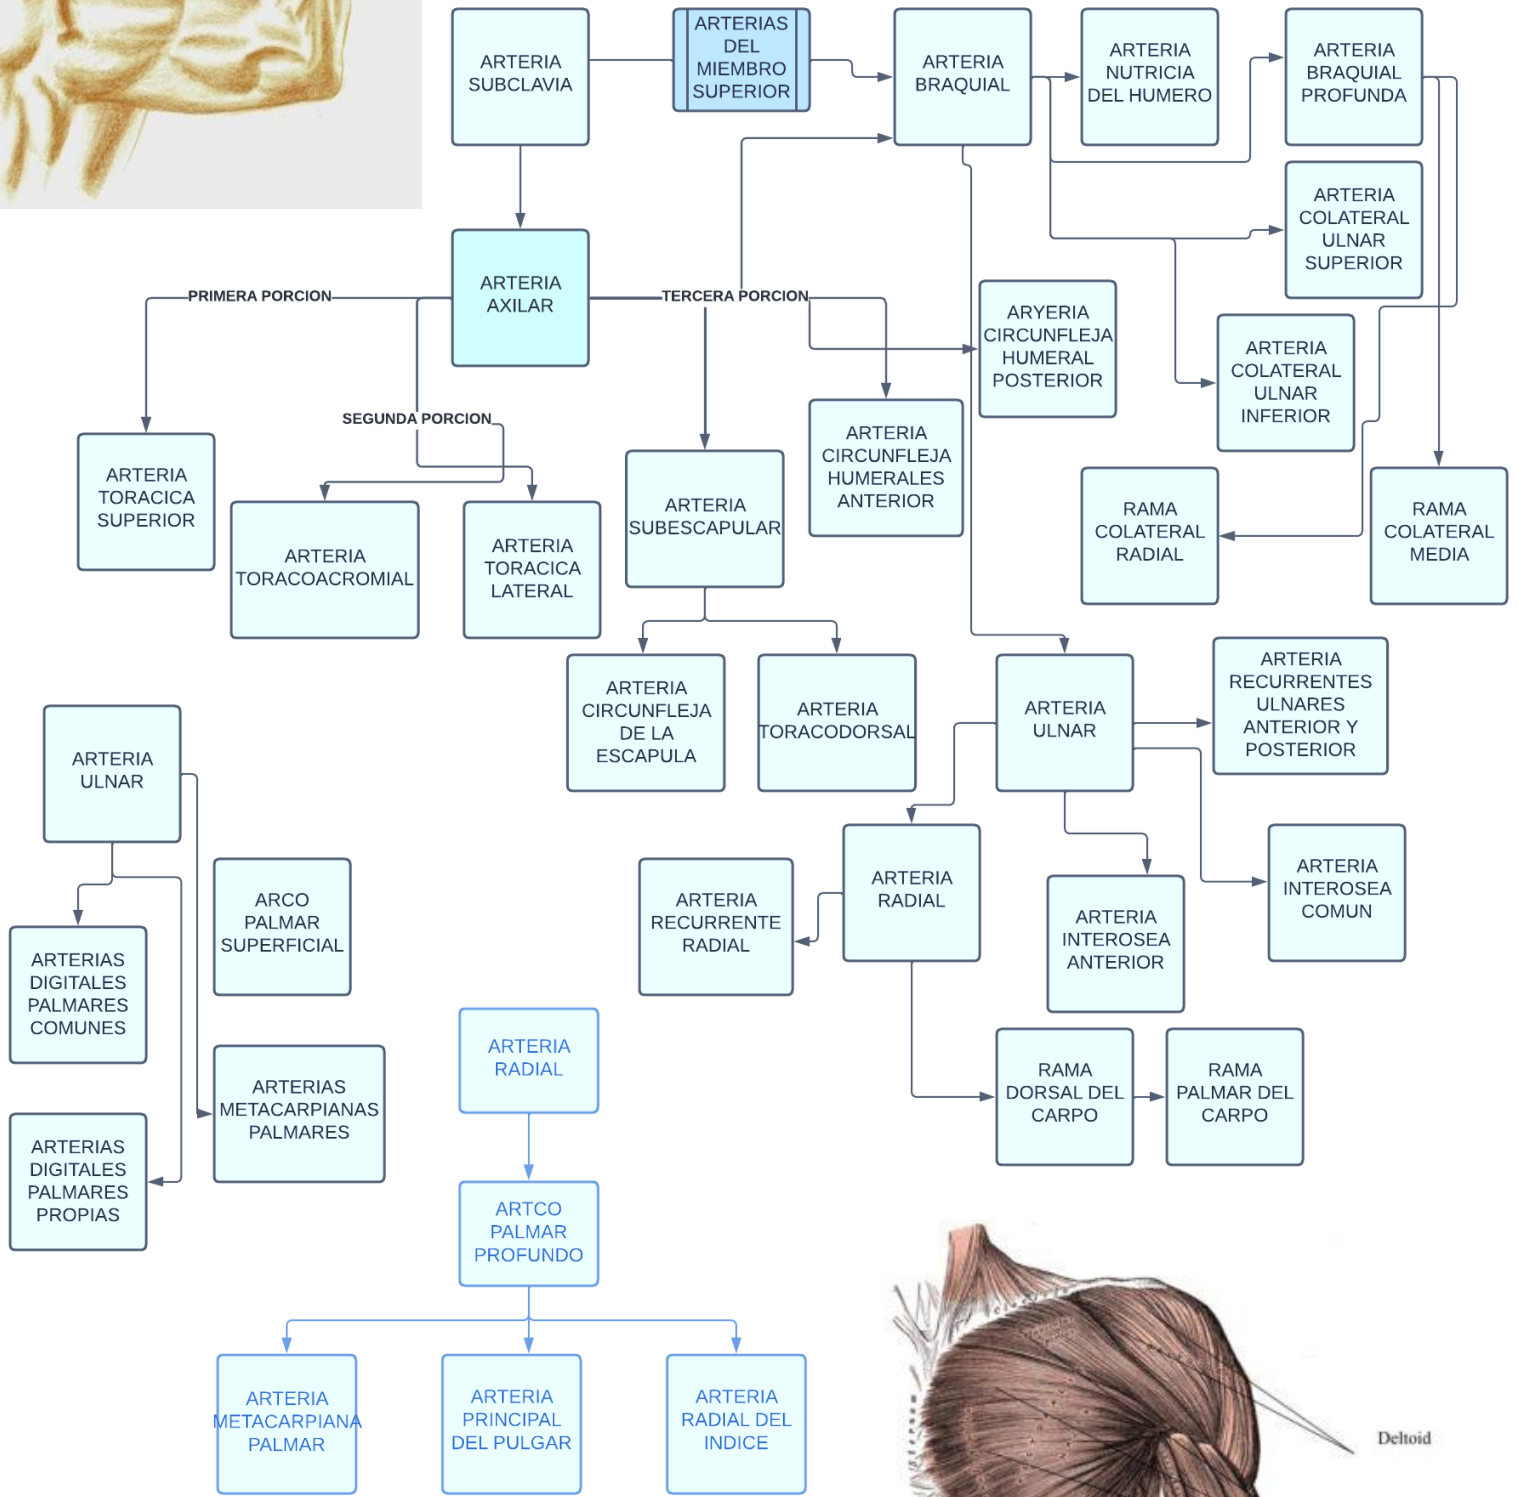 ARTERIA
SUBCLAVIA
ARTERIAS
DEL
MIEMBRO
SUPERIOR
ARTERIA
BRAQUIAL
ARTERIA
NUTRICIA
DEL HUMERO
ARTERIA
BRAQUIAL
PROFUNDA
ARTERIA
COLATERAL
ULNAR
SUPERIOR
ARTERIA
AXILAR
PRIMERA PORCION
TERCERA PORCION
ARYERIA
CIRCUNFLEJA
HUMERAL
POSTERIOR
ARTERIA
COLATERAL
ULNAR
INFERIOR
SEGUNDA PORCION
ARTERIA
TORACICA
SUPERIOR
ARTERIA
TORACOACROMIAL
ARTERIA
TORACICA
LATERAL
ARTERIA
SUBESCAPULAR
ARTERIA
CIRCUNFLEJA
HUMERALES
ANTERIOR
RAMA
COLATERAL
RADIAL
RAMA
COLATERAL
MEDIA
ARTERIA
CIRCUNFLEJA
DE LA
ESCAPULA
ARTERIA
TORACODORSAL
ARTERIA
ULNAR
ARTERIA
RECURRENTES
ULNARES
ANTERIOR Y
POSTERIOR
ARTERIA
ULNAR
ARCO
PALMAR
SUPERFICIAL
ARTERIA
RECURRENTE
RADIAL
ARTERIA
RADIAL
ARTERIA
INTEROSEA
ANTERIOR
ARTERIA
INTEROSEA
COMUN
ARTERIAS
DIGITALES
PALMARES
COMUNES
ARTERIAS
METACARPIANAS
PALMARES
ARTERIA
RADIAL
RAMA
DORSAL DEL
CARPO
RAMA
PALMAR DEL
CARPO
ARTERIAS
DIGITALES
PALMARES
PROPIAS
ARTCO
PALMAR
PROFUNDO
ARTERIA
METACARPIANA
PALMAR
ARTERIA
PRINCIPAL
DEL PULGAR
ARTERIA
RADIAL DEL
INDICE
Deltoid